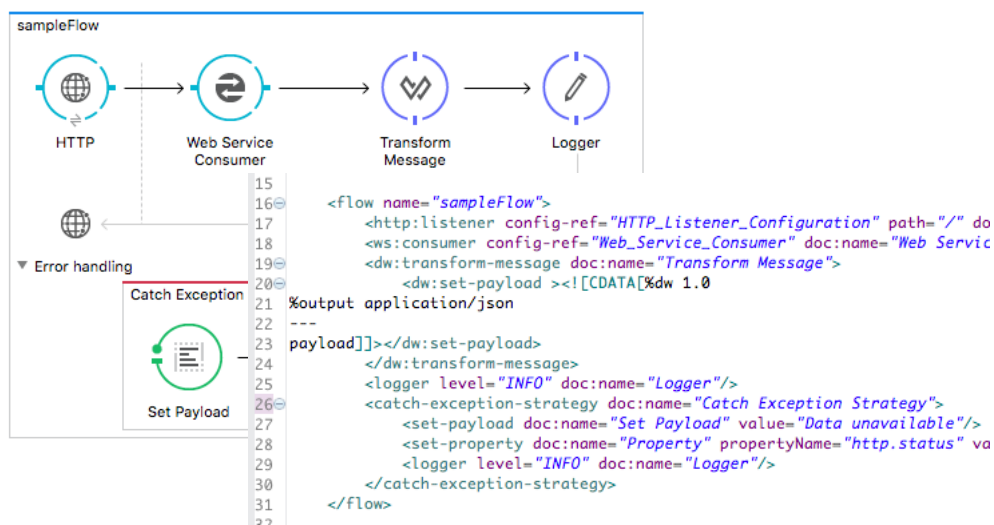 sampleFlow
HTTP
Web Service
Consumer
Transform
Message
Logger
Error handling
Catch Exception
Set Payload
15
16 <flow name="sampleFlow">
17 <http:listener config-ref="HTTP_Listener_Configuration" path="/" do
18 <ws:consumer config-ref="Web_Service_Consumer" doc:name="Web Servic
19 <dw:transform-message doc:name="Transform Message">
20 <dw:set-payload ><![CDATA[%dw 1.0
21 %output application/json
22 ---
23 payload]]></dw:set-payload>
24 </dw:transform-message>
25 <logger level="INFO" doc:name="Logger"/>
26 <catch-exception-strategy doc:name="Catch Exception Strategy">
27 <set-payload doc:name="Set Payload" value="Data unavailable"/>
28 <set-property doc:name="Property" propertyName="http.status" va
29 <logger level="INFO" doc:name="Logger"/>
30 </catch-exception-strategy>
31 </flow>
32